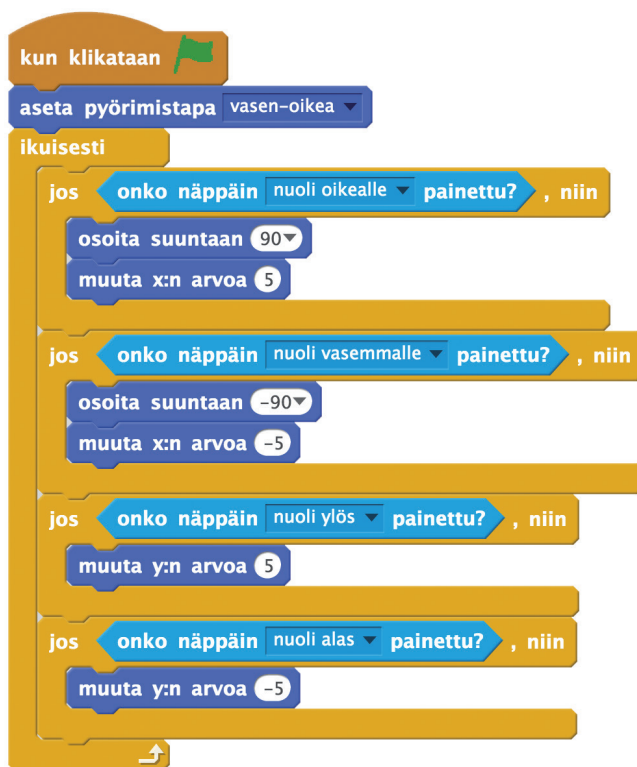 kun klikataan
aseta pyörimistapa vasen-oikea
ikuisesti
jos onko näppäin nuoli oikealle painettu? , niin
osoita suuntaan 90
muuta x:n arvoa 5
jos onko näppäin nuoli vasemmalle painettu? , niin
osoita suuntaan -90
muuta x:n arvoa -5
jos onko näppäin nuoli ylös painettu? , niin
muuta y:n arvoa 5
jos onko näppäin nuoli alas painettu? , niin
muuta y:n arvoa -5